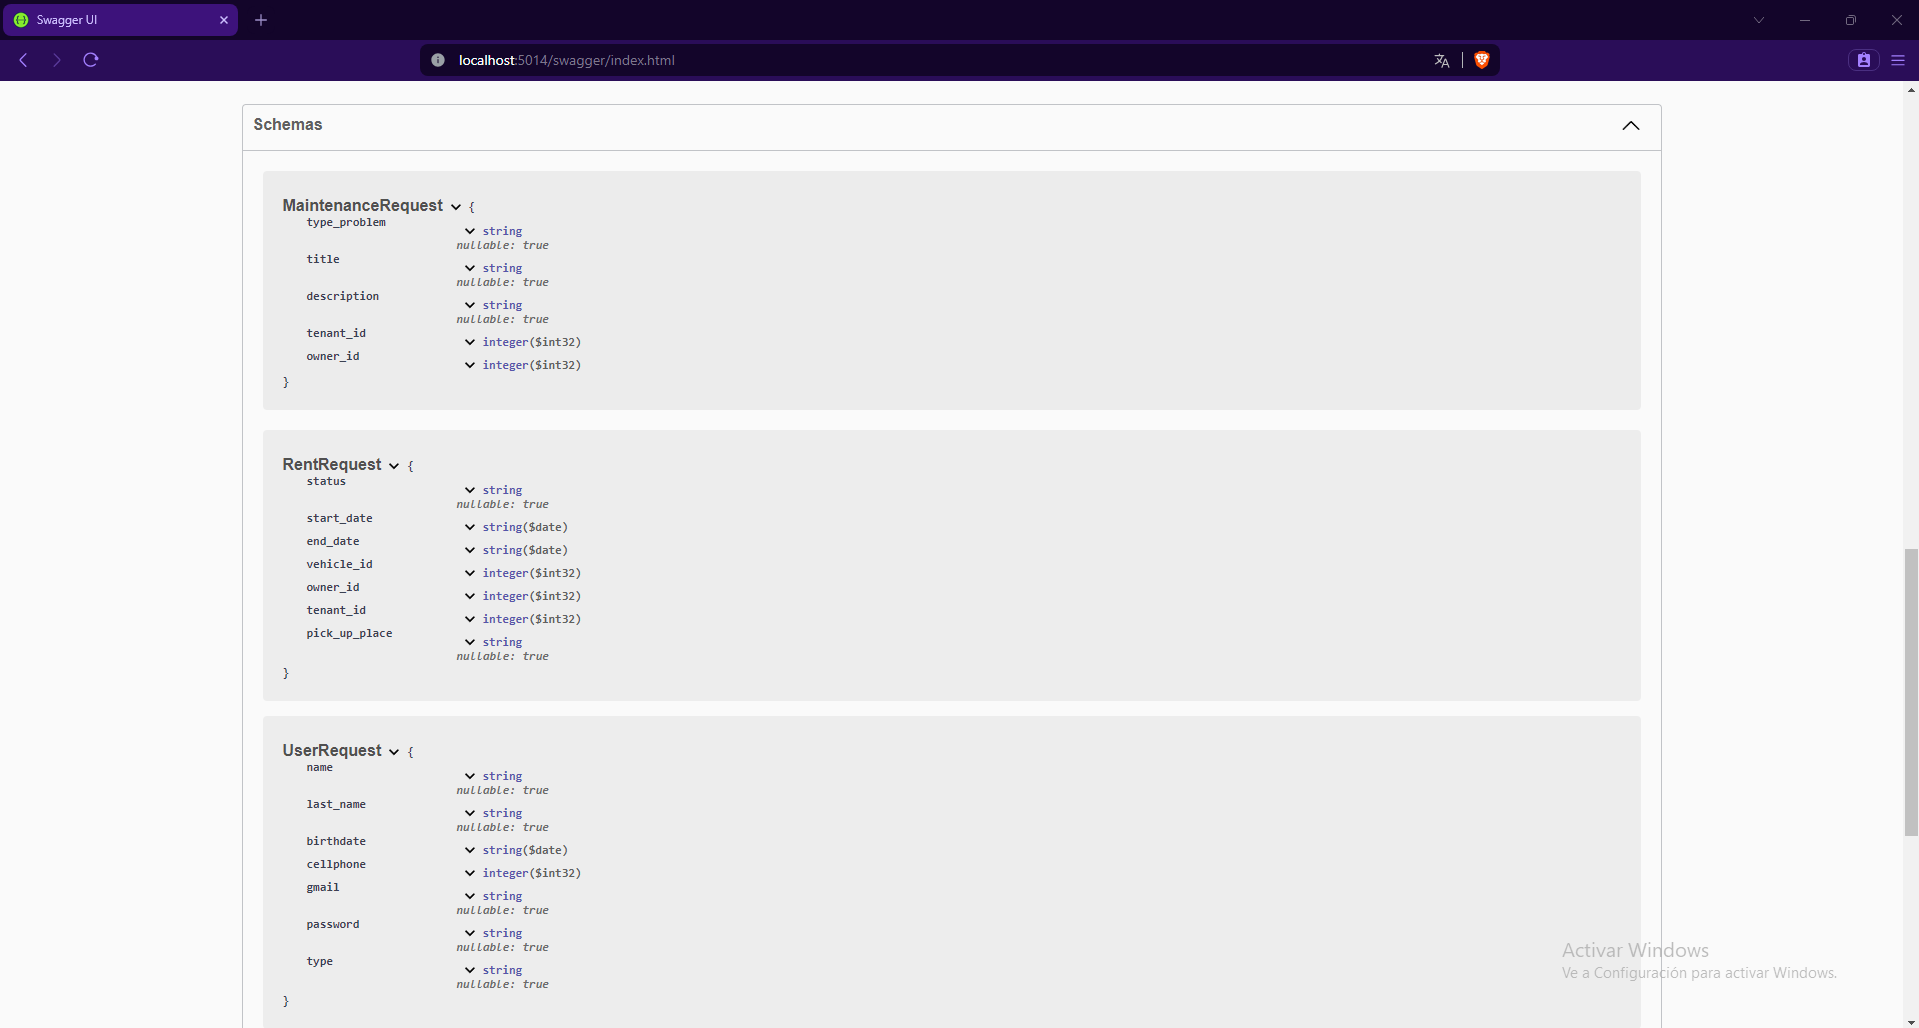 Swagger UI
localhost:5014/swagger/index.html
Schemas
MaintenanceRequest {
type_problem
string
nullable: true
title
string
nullable: true
description
string
nullable: true
tenant_id
integer($int32)
owner_id
integer($int32)
}
RentRequest {
status
string
nullable: true
start_date
string($date)
end_date
string($date)
vehicle_id
integer($int32)
owner_id
integer($int32)
tenant_id
integer($int32)
pick_up_place
string
nullable: true
}
UserRequest {
name
string
nullable: true
last_name
string
nullable: true
birthdate
string($date)
cellphone
integer($int32)
gmail
string
nullable: true
password
string
nullable: true
type
string
nullable: true
}
Activar Windows
Ve a Configuración para activar Windows.